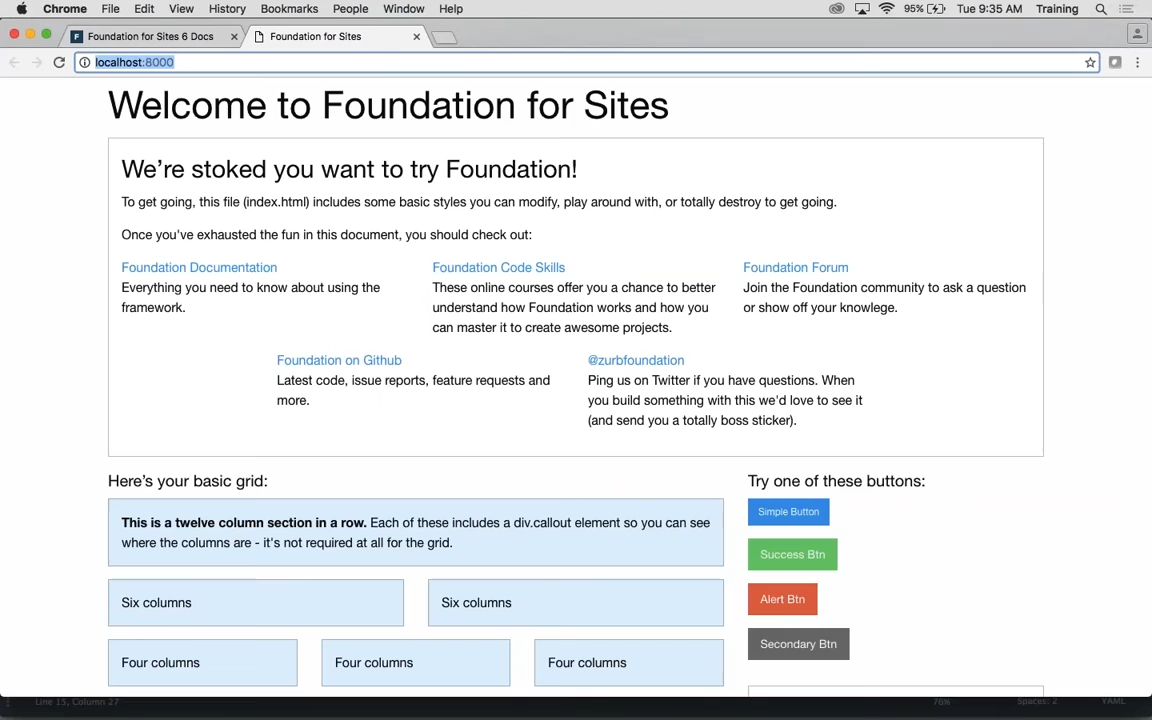 Chrome File Edit View History Bookmarks People Window Help 95% Tue 9:35 AM Training
Foundation for Sites 6 Docs Foundation for Sites
localhost:8000
Welcome to Foundation for Sites
We’re stoked you want to try Foundation!
To get going, this file (index.html) includes some basic styles you can modify, play around with, or totally destroy to get going.
Once you've exhausted the fun in this document, you should check out:
Foundation Documentation
Everything you need to know about using the
framework.
Foundation Code Skills
These online courses offer you a chance to better
understand how Foundation works and how you
can master it to create awesome projects.
Foundation Forum
Join the Foundation community to ask a question
or show off your knowlege.
Foundation on Github
Latest code, issue reports, feature requests and
more.
@zurbfoundation
Ping us on Twitter if you have questions. When
you build something with this we'd love to see it
(and send you a totally boss sticker).
Here’s your basic grid:
This is a twelve column section in a row. Each of these includes a div.callout element so you can see
where the columns are - it's not required at all for the grid.
Six columns Six columns
Four columns Four columns Four columns
Try one of these buttons:
Simple Button
Success Btn
Alert Btn
Secondary Btn
Line 15, Column 27 76% Spaces: 2 YAML